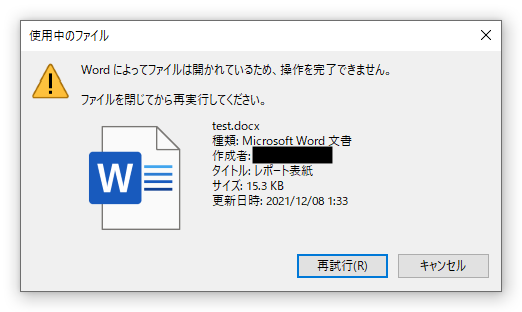 使用中のファイル
Word によってファイルは開かれているため、操作を完了できません。
ファイルを閉じてから再実行してください。
W
test.docx
種類: Microsoft Word 文書
作成者:
タイトル: レポート表紙
サイズ: 15.3 KB
更新日時: 2021/12/08 1:33
再試行(R)
キャンセル